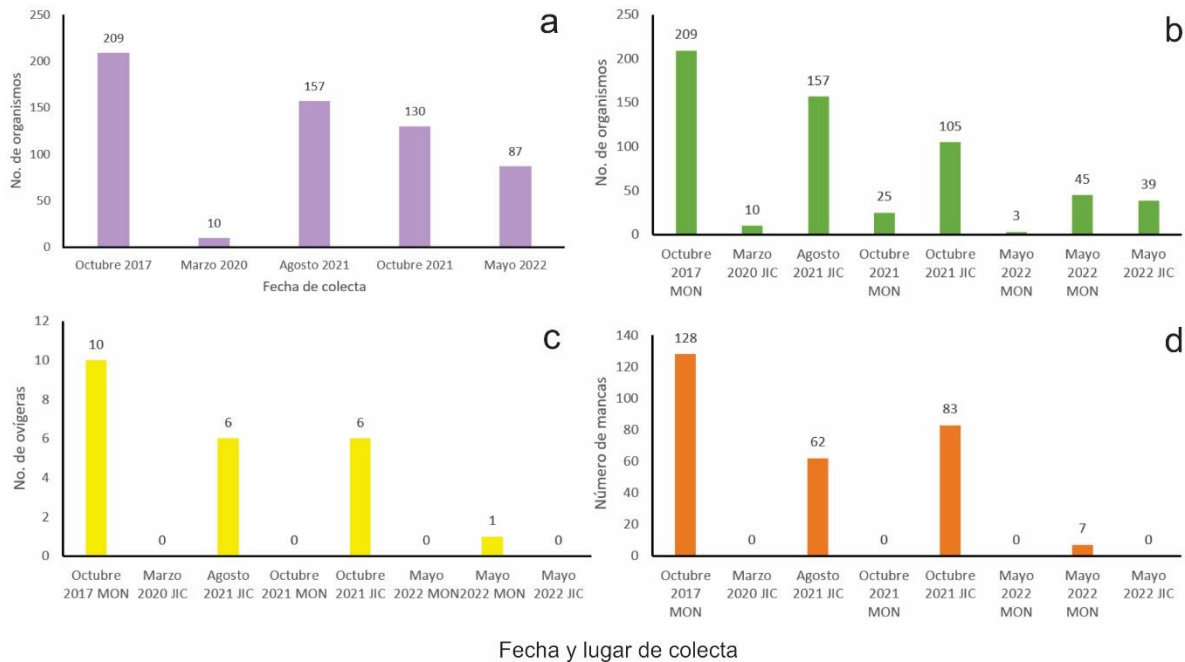 a
No. de organismos
250
200
150
100
50
0
209
10
157
130
87
Octubre 2017
Marzo 2020
Agosto 2021
Octubre 2021
Mayo 2022
Fecha de colecta
b
No. de organismos
250
200
150
100
50
0
209
10
157
25
105
3
45
39
Octubre
2017
MON
Marzo
2020 JIC
Agosto
2021 JIC
Octubre
2021
MON
Octubre
2021 JIC
Mayo
2022
MON
Mayo
2022
MON
Mayo
2022 JIC
c
No. de ovígeras
12
10
8
6
4
2
0
10
0
6
0
6
0
1
0
Octubre
2017 MON
Marzo
2020 JIC
Agosto
2021 JIC
Octubre
2021 MON
Octubre
2021 JIC
Mayo
2022 MON
Mayo
2022 MON
Mayo
2022 JIC
d
Número de mancas
140
120
100
80
60
40
20
0
128
0
62
0
83
0
7
0
Octubre
2017
MON
Marzo
2020 JIC
Agosto
2021 JIC
Octubre
2021
MON
Octubre
2021 JIC
Mayo
2022
MON
Mayo
2022
MON
Mayo
2022 JIC
Fecha y lugar de colecta